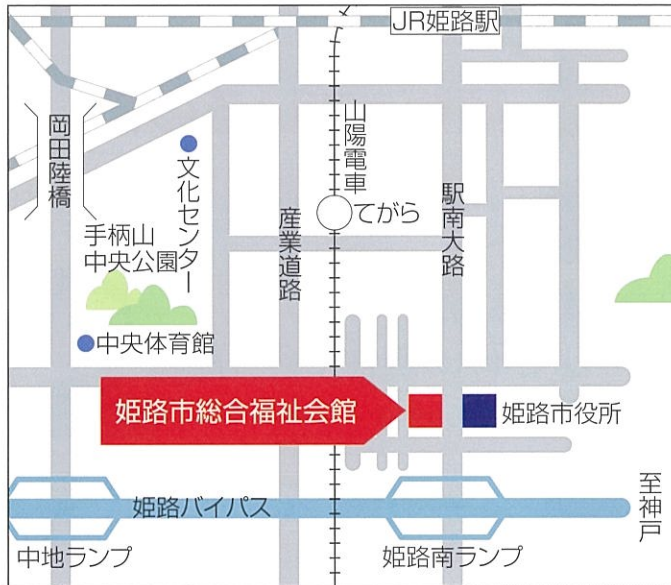 JR姫路駅
岡田陸橋
文化センター
山陽電車
てがら
駅南大路
産業道路
手柄山
中央公園
中央体育館
姫路市総合福祉会館
姫路市役所
至神戸
姫路バイパス
中地ランプ
姫路南ランプ